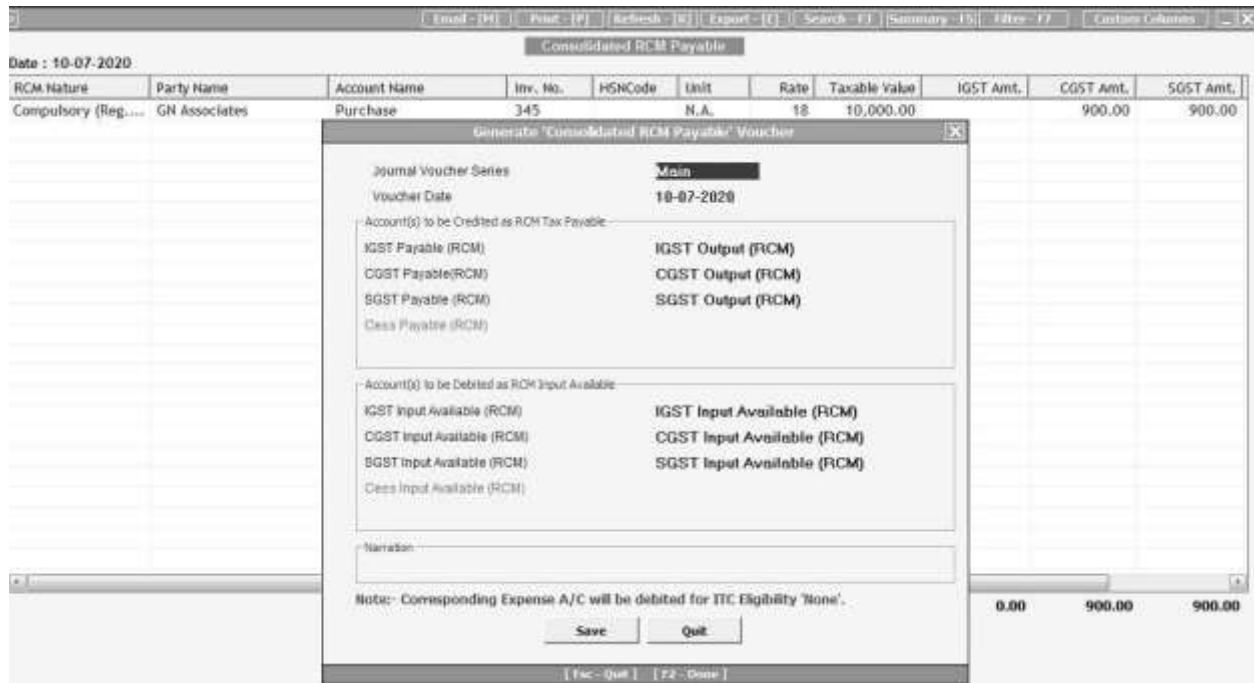 Email - [M] Print - [P] Refresh - [R] Export - [E] Search - F3 Summary - F5 Filter - F7 Custom Columns
Consolidated RCM Payable
Date : 10-07-2020
RCM Nature Party Name Account Name Inv. No. HSNCode Unit Rate Taxable Value IGST Amt. CGST Amt. SGST Amt.
Compulsory (Reg..... GN Associates Purchase 345 N.A. 18 10,000.00 900.00 900.00
Generate 'Consolidated RCM Payable' Voucher
Journal Voucher Series Main
Voucher Date 10-07-2020
Account(s) to be Credited as RCM Tax Payable
IGST Payable (RCM) IGST Output (RCM)
CGST Payable(RCM) CGST Output (RCM)
SGST Payable (RCM) SGST Output (RCM)
Cess Payable (RCM)
Account(s) to be Debited as RCM Input Available
IGST Input Available (RCM) IGST Input Available (RCM)
CGST Input Available (RCM) CGST Input Available (RCM)
SGST Input Available (RCM) SGST Input Available (RCM)
Cess Input Available (RCM)
Narration
Note:- Corresponding Expense A/C will be debited for ITC Eligibility 'None'.
0.00 900.00 900.00
Save Quit
[ Esc - Quit ] [ F2 - Done ]